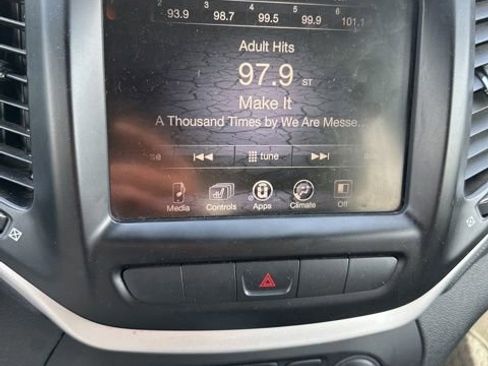 2 3 4 5 6
93.9 98.7 99.5 99.9 101.1
Adult Hits
97.9 ST
Make It
A Thousand Times by We Are Messe...
tune
Media Controls Apps Climate Off